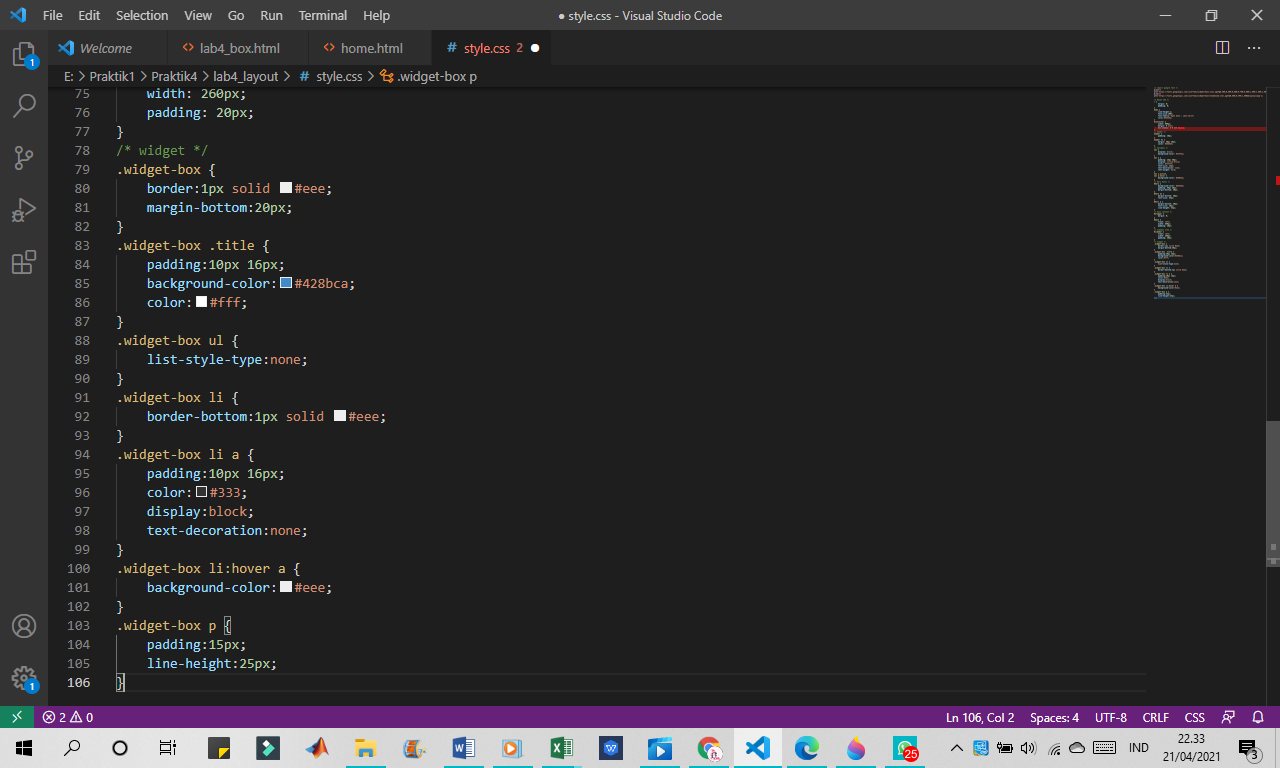 File Edit Selection View Go Run Terminal Help ● style.css - Visual Studio Code
Welcome lab4_box.html home.html # style.css 2 ●
E: > Praktik1 > Praktik4 > lab4_layout > # style.css > .widget-box p
75 width: 260px;
76 padding: 20px;
77 }
78 /* widget */
79 .widget-box {
80 border:1px solid #eee;
81 margin-bottom:20px;
82 }
83 .widget-box .title {
84 padding:10px 16px;
85 background-color:#428bca;
86 color:#fff;
87 }
88 .widget-box ul {
89 list-style-type:none;
90 }
91 .widget-box li {
92 border-bottom:1px solid #eee;
93 }
94 .widget-box li a {
95 padding:10px 16px;
96 color:#333;
97 display:block;
98 text-decoration:none;
99 }
100 .widget-box li:hover a {
101 background-color:#eee;
102 }
103 .widget-box p {
104 padding:15px;
105 line-height:25px;
106 }
1
1
2 0 Ln 106, Col 2 Spaces: 4 UTF-8 CRLF CSS
25 IND 22.33
21/04/2021 3